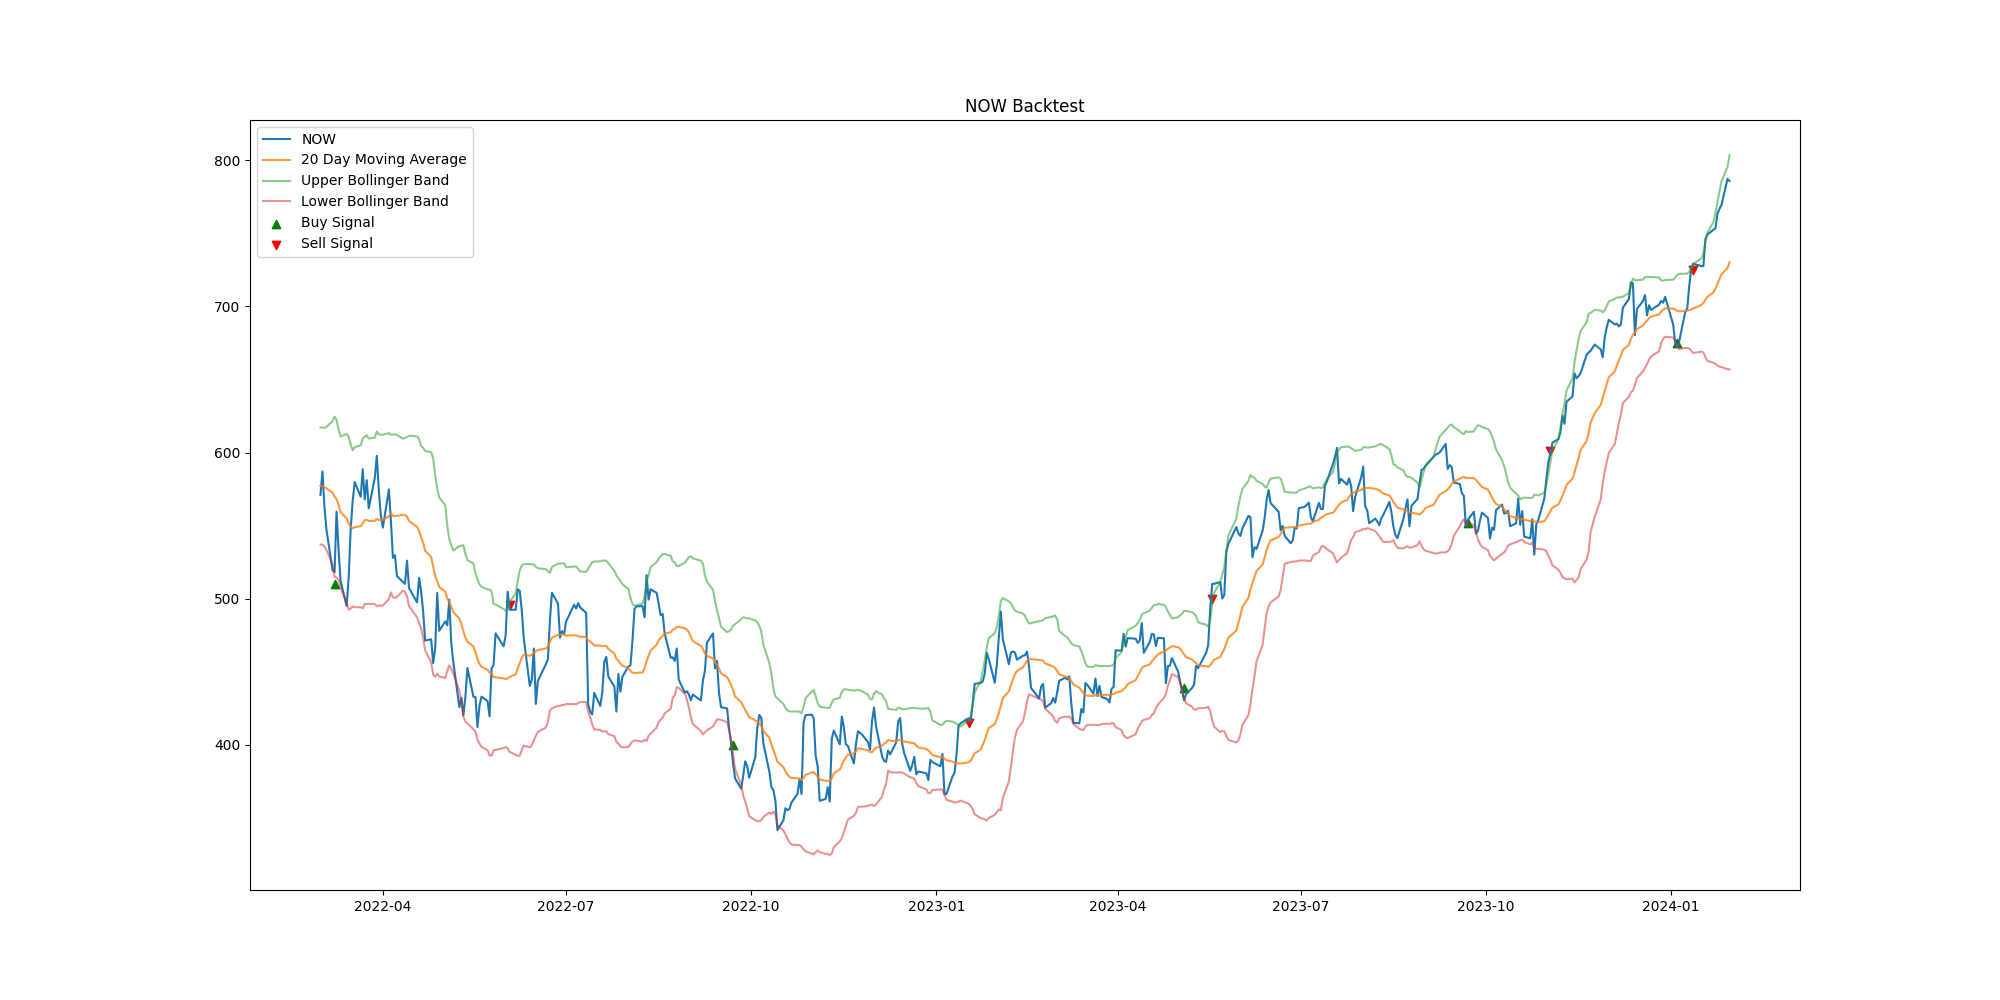 NOW Backtest
NOW
20 Day Moving Average
Upper Bollinger Band
Lower Bollinger Band
Buy Signal
Sell Signal
800
700
600
500
400
2022-04
2022-07
2022-10
2023-01
2023-04
2023-07
2023-10
2024-01